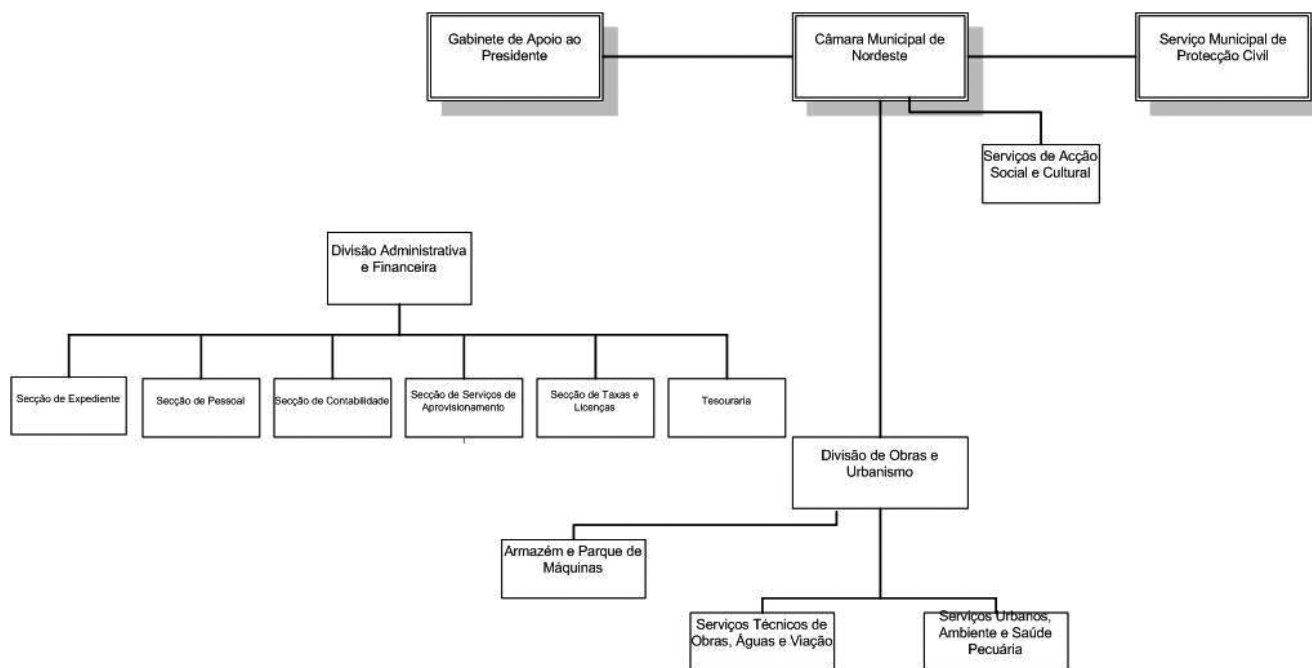 Gabinete de Apoio ao
Presidente
Câmara Municipal de
Nordeste
Serviço Municipal de
Protecção Civil
Serviços de Acção
Social e Cultural
Divisão Administrativa
e Financeira
Secção de Expediente
Secção de Pessoal
Secção de Contabilidade
Secção de Serviços de
Aprovisionamento
Secção de Taxas e
Licenças
Tesouraria
Divisão de Obras e
Urbanismo
Armazém e Parque de
Máquinas
Serviços Técnicos de
Obras, Águas e Viação
Serviços Urbanos,
Ambiente e Saúde
Pecuária